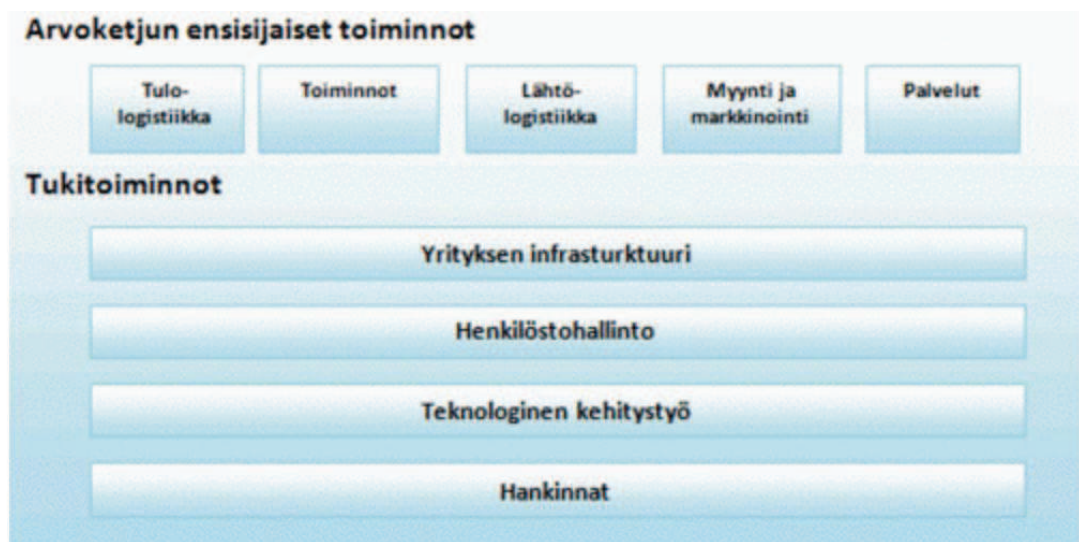 Arvoketjun ensisijaiset toiminnot
Tulo-
logistiikka
Toiminnot
Lähtö-
logistiikka
Myynti ja
markkinointi
Palvelut
Tukitoiminnot
Yrityksen infrasturktuuri
Henkilöstohallinto
Teknologinen kehitystyö
Hankinnat